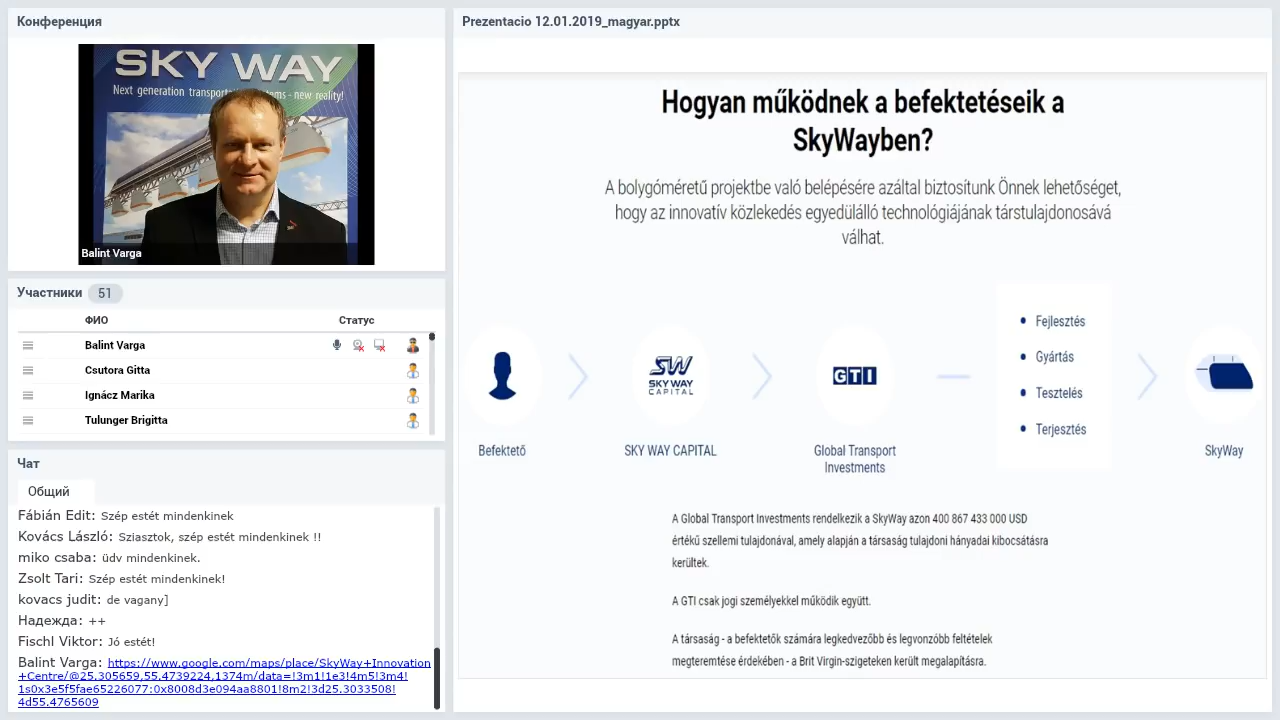 Конференция
SKY WAY
Next generation
new reality!
Balint Varga
Участники 51
ФИО Статус
Balint Varga
Csutora Gitta
Ignácz Marika
Tulunger Brigitta
Чат
Общий
Fábián Edit: Szép estét mindenkinek
Kovács László: Sziasztok, szép estét mindenkinek !!
miko csaba: üdv mindenkinek.
Zsolt Tari: Szép estét mindenkinek!
kovacs judit: de vagany]
Надежда: ++
Fischl Viktor: Jó estét!
Balint Varga: https://www.google.com/maps/place/SkyWay+Innovation
+Centre/@25.305659,55.4739224,1374m/data=!3m1!1e3!4m5!3m4!
1s0x3e5f5fae65226077:0x8008d3e094aa8801!8m2!3d25.3033508!
4d55.4765609
Prezentacio 12.01.2019_magyar.pptx
Hogyan működnek a befektetéseik a
SkyWayben?
A bolygóméretű projektbe való belépésére azáltal biztosítunk Önnek lehetőséget,
hogy az innovatív közlekedés egyedülálló technológiájának társtulajdonosává
válhat.
SW
SKY WAY
CAPITAL
GTI
Fejlesztés
Gyártás
Tesztelés
Terjesztés
Befektető
SKY WAY CAPITAL
Global Transport
Investments
SkyWay
A Global Transport Investments rendelkezik a SkyWay azon 400 867 433 000 USD
értékű szellemi tulajdonával, amely alapján a társaság tulajdoni hányadai kibocsátásra
kerültek.
A GTI csak jogi személyekkel működik együtt.
A társaság - a befektetők számára legkedvezőbb és legvonzóbb feltételek
megteremtése érdekében - a Brit Virgin-szigeteken került megalapításra.